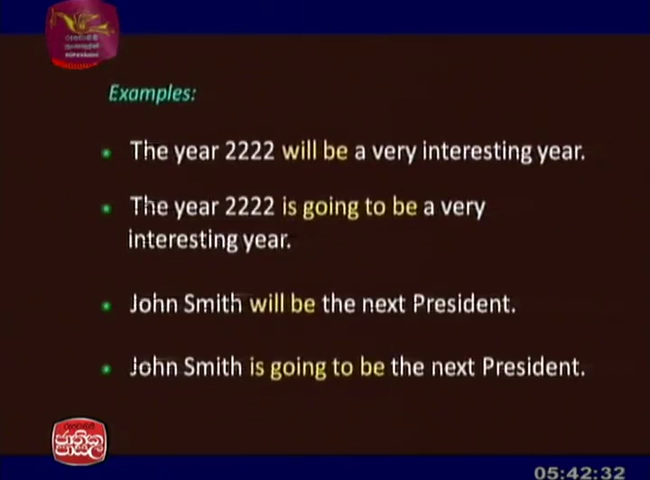 Examples:
The year 2222 will be a very interesting year.
The year 2222 is going to be a very
interesting year.
John Smith will be the next President.
John Smith is going to be the next President.
ජාතික
පාසල
05:42:32